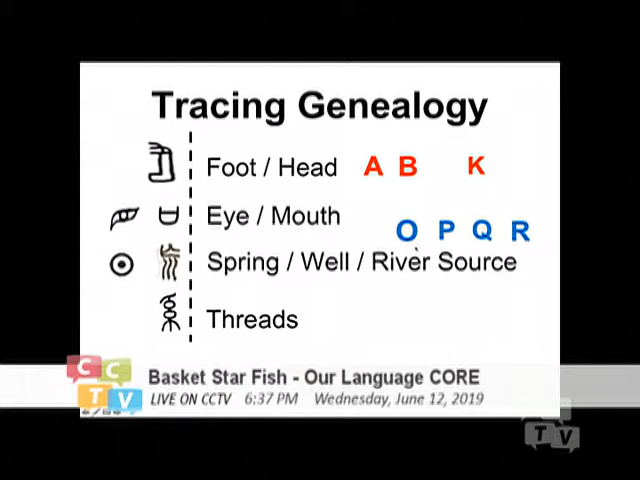 Tracing Genealogy
Foot / Head A B K
Eye / Mouth
O P Q R
Spring / Well / River Source
Threads
C C T V
Basket Star Fish - Our Language CORE
LIVE ON CCTV 6:37 PM Wednesday, June 12, 2019
TV